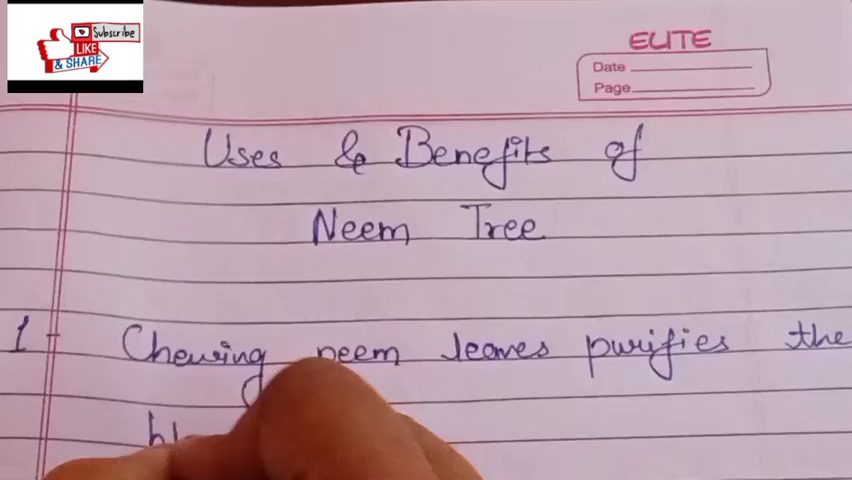 Subscribe
LIKE
& SHARE
ELITE
Date
Page
Uses & Benefits of
Neem Tree
1 - Chewing neem leaves purifies the